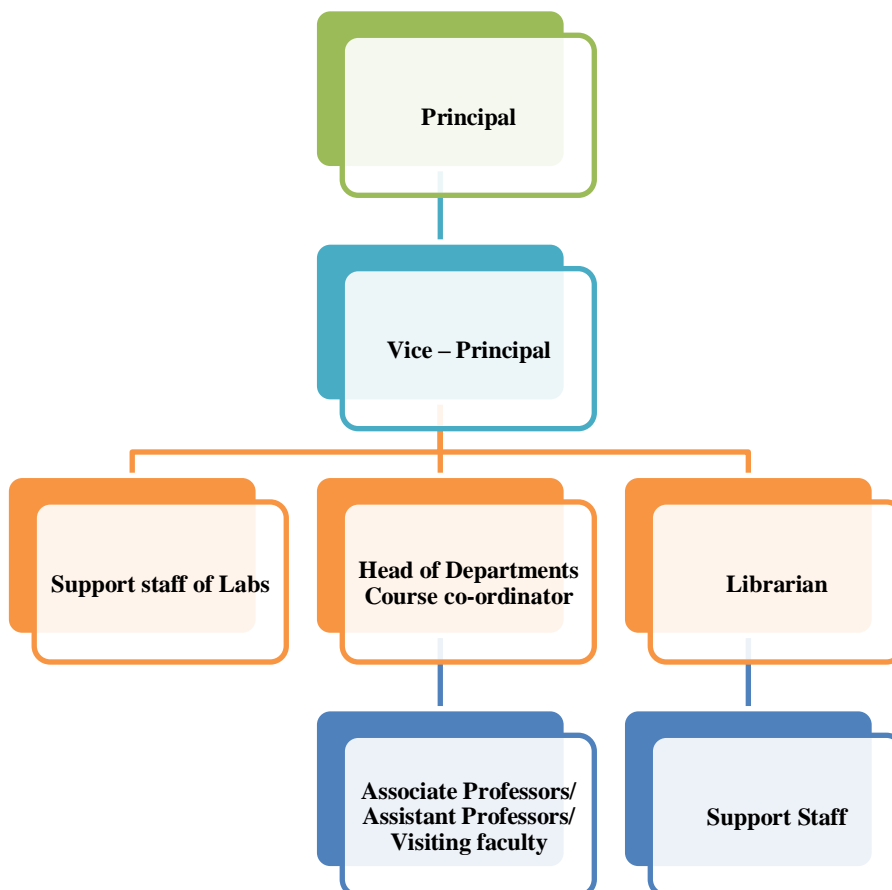 Principal
Vice – Principal
Support staff of Labs
Head of Departments
Course co-ordinator
Librarian
Associate Professors/
Assistant Professors/
Visiting faculty
Support Staff